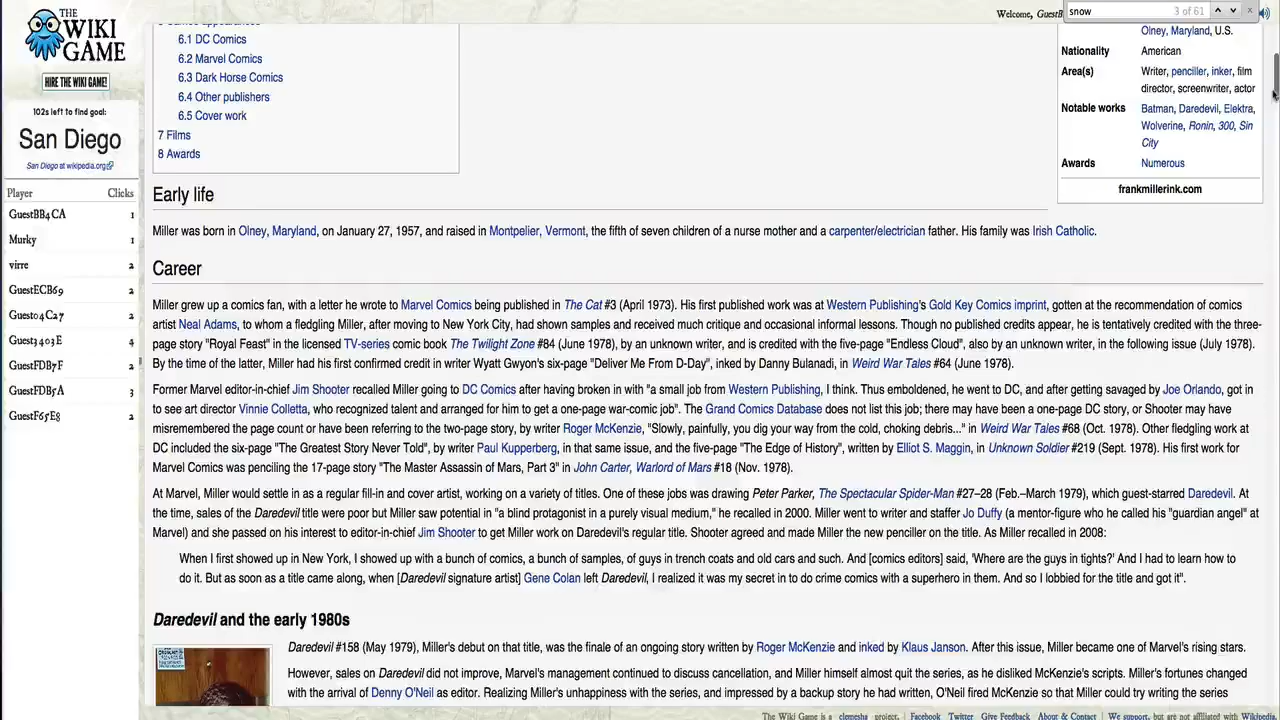 THE
WIKI
GAME
HIRE THE WIKI GAME!
102s left to find goal:
San Diego
San Diego at wikipedia.org
Player Clicks
GuestBB4CA 1
Murky 1
virre 2
GuestECB69 2
Guest04C27 2
Guest3403E 4
GuestFDB7F 2
GuestFDB5A 3
GuestF65E8 2
Welcome, GuestB
snow 3 of 61
6.1 DC Comics
6.2 Marvel Comics
6.3 Dark Horse Comics
6.4 Other publishers
6.5 Cover work
7 Films
8 Awards
Olney, Maryland, U.S.
Nationality American
Area(s) Writer, penciller, inker, film
director, screenwriter, actor
Notable works Batman, Daredevil, Elektra,
Wolverine, Ronin, 300, Sin
City
Awards Numerous
frankmillerink.com
Early life
Miller was born in Olney, Maryland, on January 27, 1957, and raised in Montpelier, Vermont, the fifth of seven children of a nurse mother and a carpenter/electrician father. His family was Irish Catholic.
Career
Miller grew up a comics fan, with a letter he wrote to Marvel Comics being published in The Cat #3 (April 1973). His first published work was at Western Publishing's Gold Key Comics imprint, gotten at the recommendation of comics
artist Neal Adams, to whom a fledgling Miller, after moving to New York City, had shown samples and received much critique and occasional informal lessons. Though no published credits appear, he is tentatively credited with the three-
page story "Royal Feast" in the licensed TV-series comic book The Twilight Zone #84 (June 1978), by an unknown writer, and is credited with the five-page "Endless Cloud", also by an unknown writer, in the following issue (July 1978).
By the time of the latter, Miller had his first confirmed credit in writer Wyatt Gwyon's six-page "Deliver Me From D-Day", inked by Danny Bulanadi, in Weird War Tales #64 (June 1978).
Former Marvel editor-in-chief Jim Shooter recalled Miller going to DC Comics after having broken in with "a small job from Western Publishing, I think. Thus emboldened, he went to DC, and after getting savaged by Joe Orlando, got in
to see art director Vinnie Colletta, who recognized talent and arranged for him to get a one-page war-comic job". The Grand Comics Database does not list this job; there may have been a one-page DC story, or Shooter may have
misremembered the page count or have been referring to the two-page story, by writer Roger McKenzie, "Slowly, painfully, you dig your way from the cold, choking debris..." in Weird War Tales #68 (Oct. 1978). Other fledgling work at
DC included the six-page "The Greatest Story Never Told", by writer Paul Kupperberg, in that same issue, and the five-page "The Edge of History", written by Elliot S. Maggin, in Unknown Soldier #219 (Sept. 1978). His first work for
Marvel Comics was penciling the 17-page story "The Master Assassin of Mars, Part 3" in John Carter, Warlord of Mars #18 (Nov. 1978).
At Marvel, Miller would settle in as a regular fill-in and cover artist, working on a variety of titles. One of these jobs was drawing Peter Parker, The Spectacular Spider-Man #27–28 (Feb.–March 1979), which guest-starred Daredevil. At
the time, sales of the Daredevil title were poor but Miller saw potential in "a blind protagonist in a purely visual medium," he recalled in 2000. Miller went to writer and staffer Jo Duffy (a mentor-figure who he called his "guardian angel" at
Marvel) and she passed on his interest to editor-in-chief Jim Shooter to get Miller work on Daredevil's regular title. Shooter agreed and made Miller the new penciller on the title. As Miller recalled in 2008:
When I first showed up in New York, I showed up with a bunch of comics, a bunch of samples, of guys in trench coats and old cars and such. And [comics editors] said, 'Where are the guys in tights?' And I had to learn how to
do it. But as soon as a title came along, when [Daredevil signature artist] Gene Colan left Daredevil, I realized it was my secret in to do crime comics with a superhero in them. And so I lobbied for the title and got it".
Daredevil and the early 1980s
Daredevil #158 (May 1979), Miller's debut on that title, was the finale of an ongoing story written by Roger McKenzie and inked by Klaus Janson. After this issue, Miller became one of Marvel's rising stars.
However, sales on Daredevil did not improve, Marvel's management continued to discuss cancellation, and Miller himself almost quit the series, as he disliked McKenzie's scripts. Miller's fortunes changed
with the arrival of Denny O'Neil as editor. Realizing Miller's unhappiness with the series, and impressed by a backup story he had written, O'Neil fired McKenzie so that Miller could try writing the series
The Wiki Game is a clemesha project. | Facebook Twitter Give Feedback About & Contact | We support, but are not affiliated with Wikipedia